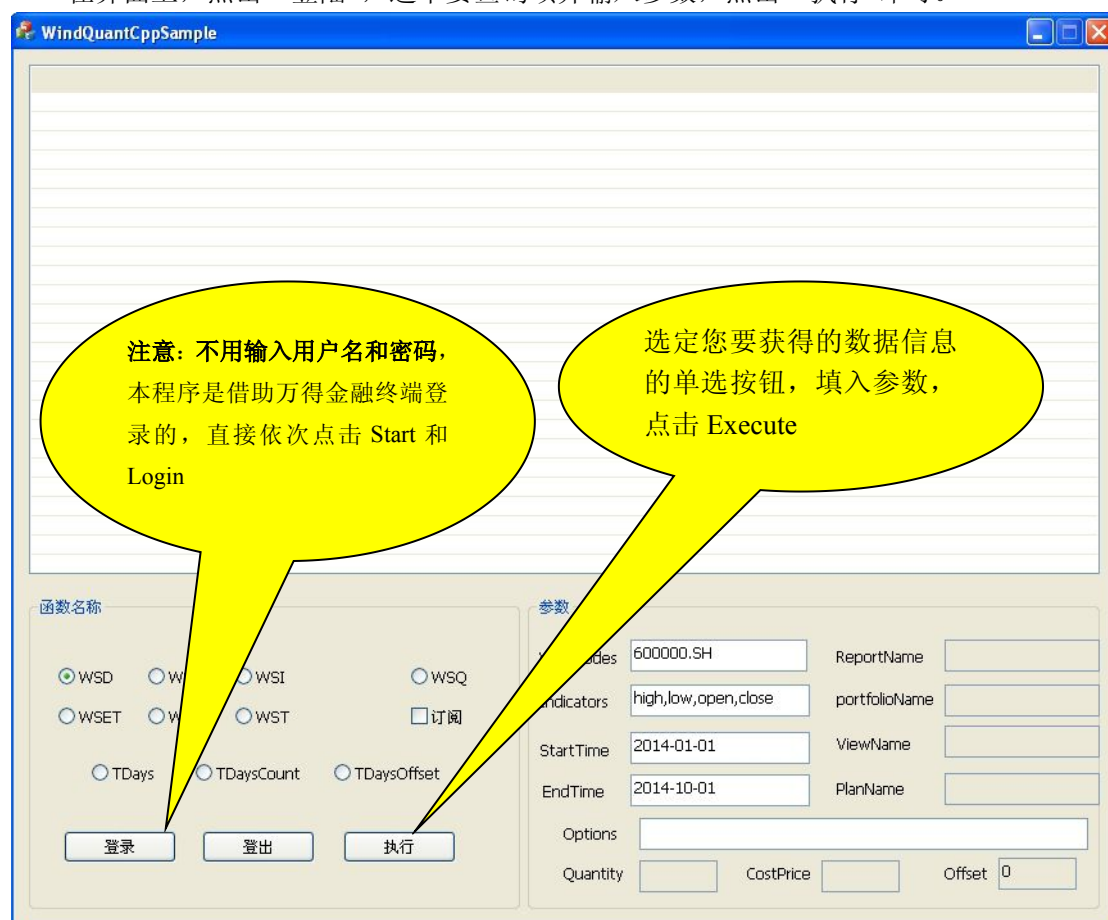 WindQuantCppSample
注意：不用输入用户名和密码，
本程序是借助万得金融终端登
录的，直接依次点击 Start 和
Login
选定您要获得的数据信息
的单选按钮，填入参数，
点击 Execute
函数名称
WSD W WSI WSQ
WSET W WST 订阅
TDays TDaysCount TDaysOffset
登录 登出 执行
参数
600000.SH ReportName
high,low,open,close portfolioName
StartTime 2014-01-01 ViewName
EndTime 2014-10-01 PlanName
Options
Quantity CostPrice Offset 0